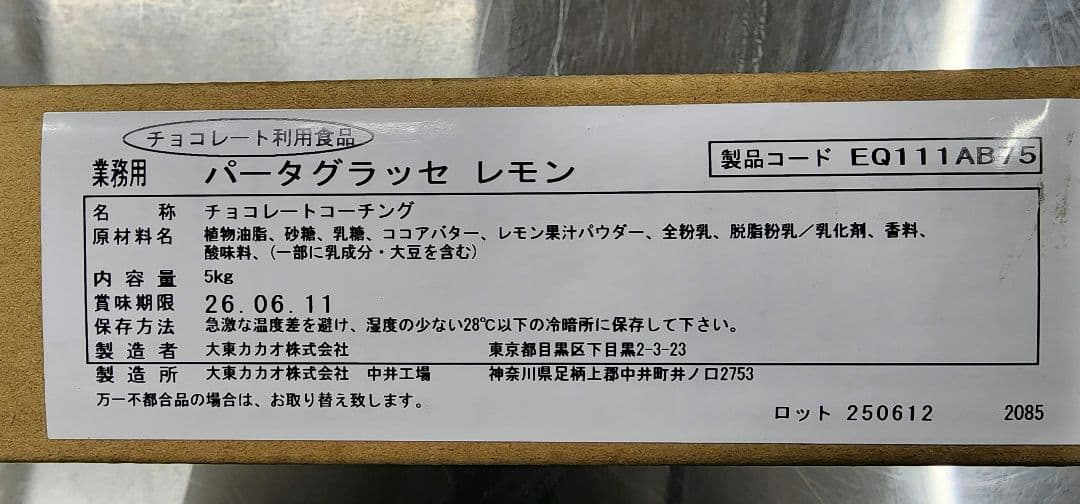 チョコレート利用食品
業務用 パータグラッセ レモン 製品コード EQ111AB75
名称 チョコレートコーチング
原材料名 植物油脂、砂糖、乳糖、ココアバター、レモン果汁パウダー、全粉乳、脱脂粉乳／乳化剤、香料、
酸味料、(一部に乳成分・大豆を含む)
内容量 5kg
賞味期限 26.06.11
保存方法 急激な温度差を避け、湿度の少ない28℃以下の冷暗所に保存して下さい。
製造者 大東カカオ株式会社 東京都目黒区下目黒2-3-23
製造所 大東カカオ株式会社 中井工場 神奈川県足柄上郡中井町井ノ口2753
万一不都合品の場合は、お取り替え致します。
ロット 250612 2085